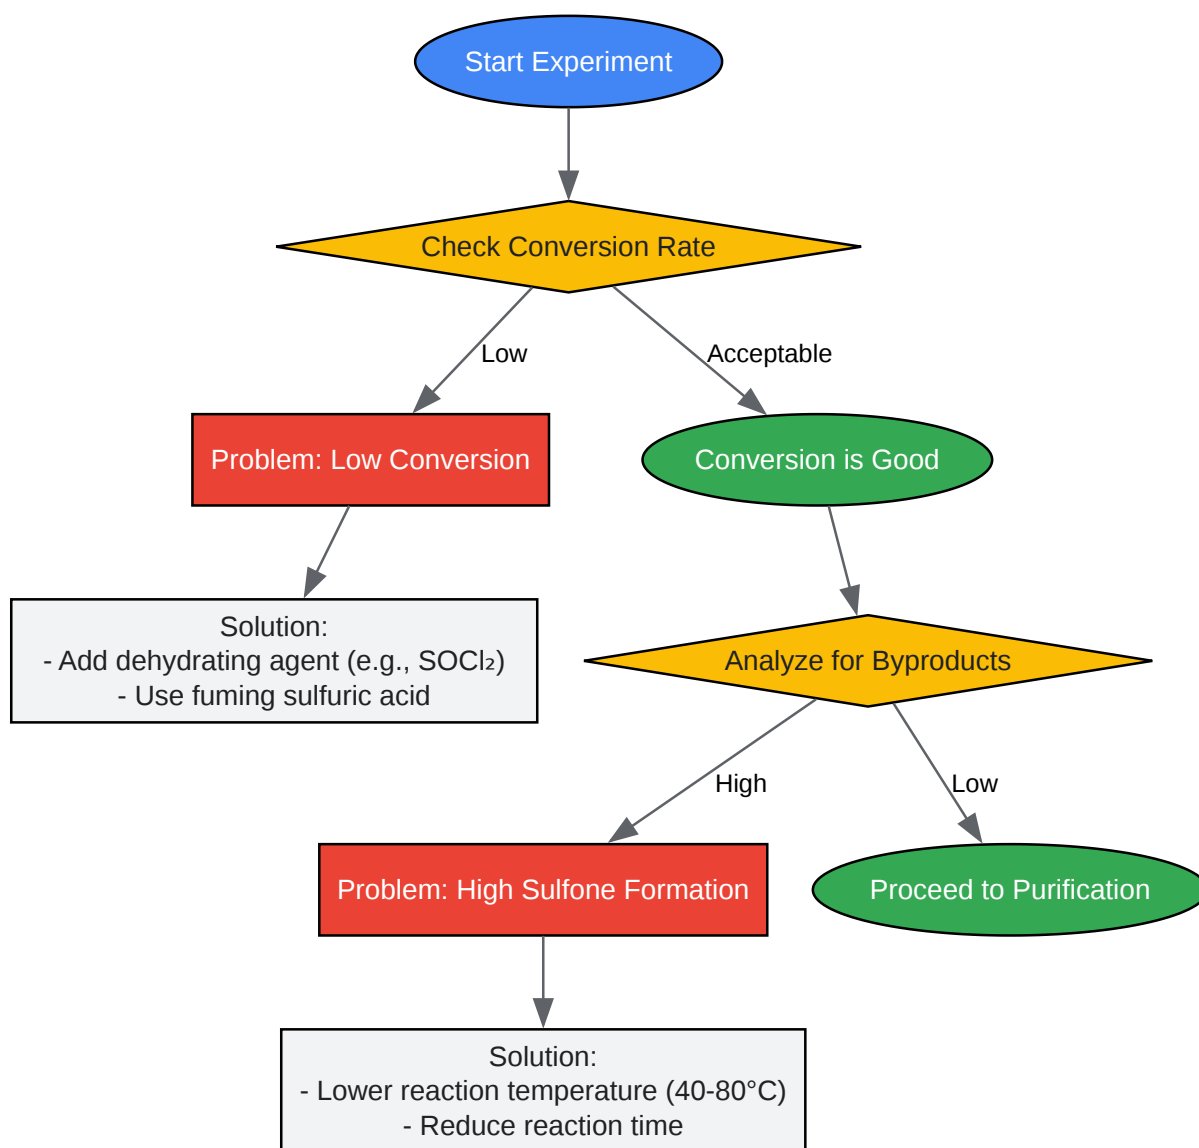 Start Experiment
Check Conversion Rate
Low
Acceptable
Problem: Low Conversion
Conversion is Good
Solution:
- Add dehydrating agent (e.g., SOCl₂)
- Use fuming sulfuric acid
Analyze for Byproducts
High
Low
Problem: High Sulfone Formation
Proceed to Purification
Solution:
- Lower reaction temperature (40-80°C)
- Reduce reaction time